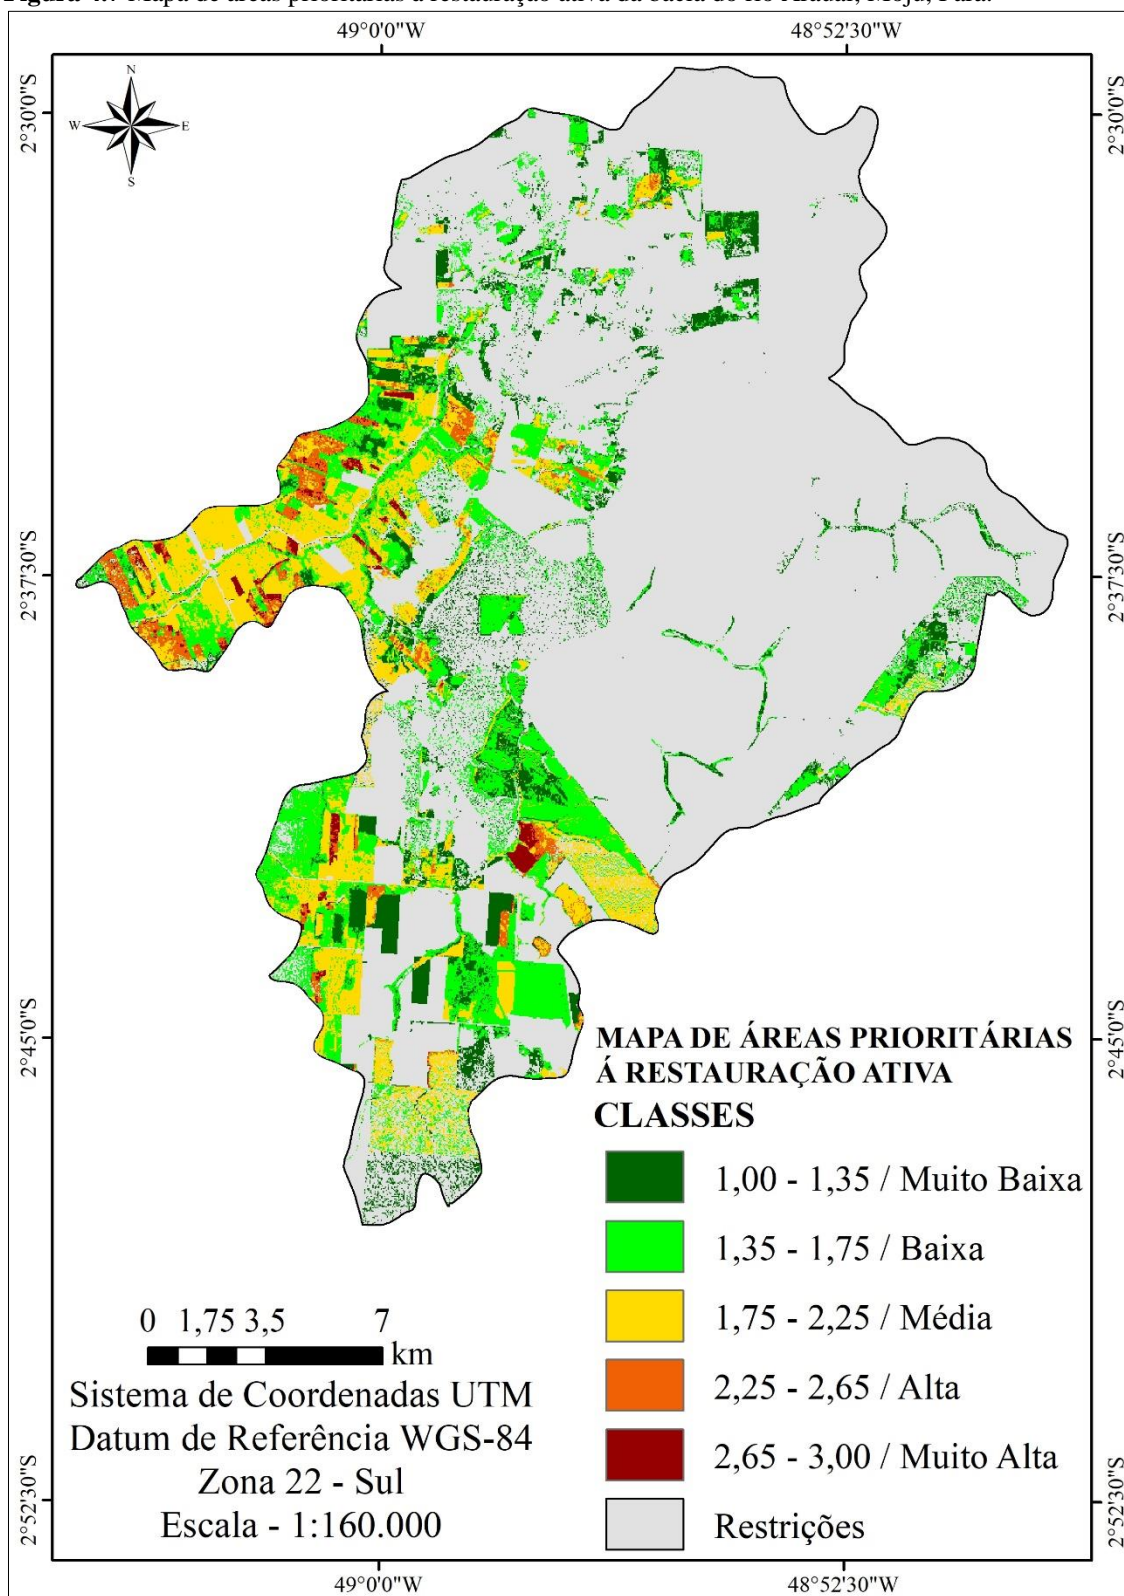 49°0'0"W 48°52'30"W
N
W E
S
2°30'0"S 2°30'0"S
2°37'30"S 2°37'30"S
2°45'0"S 2°45'0"S
MAPA DE ÁREAS PRIORITÁRIAS
Á RESTAURAÇÃO ATIVA
CLASSES
1,00 - 1,35 / Muito Baixa
1,35 - 1,75 / Baixa
1,75 - 2,25 / Média
2,25 - 2,65 / Alta
2,65 - 3,00 / Muito Alta
Restrições
0 1,75 3,5 7
km
Sistema de Coordenadas UTM
Datum de Referência WGS-84
Zona 22 - Sul
Escala - 1:160.000
2°52'30"S 2°52'30"S
49°0'0"W 48°52'30"W